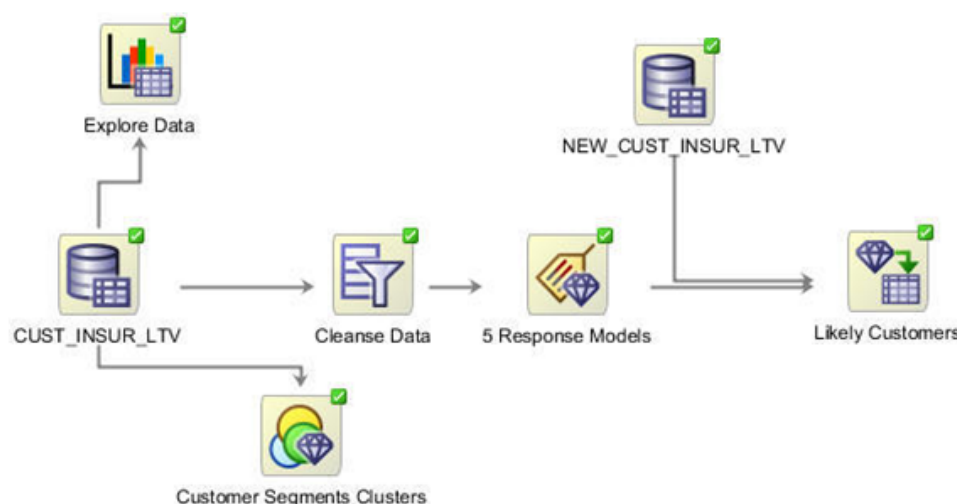 Explore Data
NEW_CUST_INSUR_LTV
CUST_INSUR_LTV
Cleanse Data
5 Response Models
Likely Customers
Customer Segments Clusters